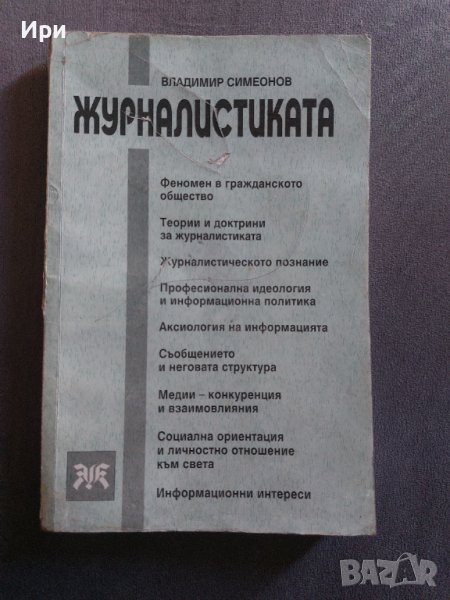 Ири
ВЛАДИМИР СИМЕОНОВ
ЖУРНАЛИСТИКАТА
Феномен в гражданското
общество
Теории и доктрини
за журналистиката
Журналистическото познание
Професионална идеология
и информационна политика
Аксиология на информацията
Съобщението
и неговата структура
Медии – конкуренция
и взаимовлияния
Социална ориентация
и личностно отношение
към света
Информационни интереси
BAZAR